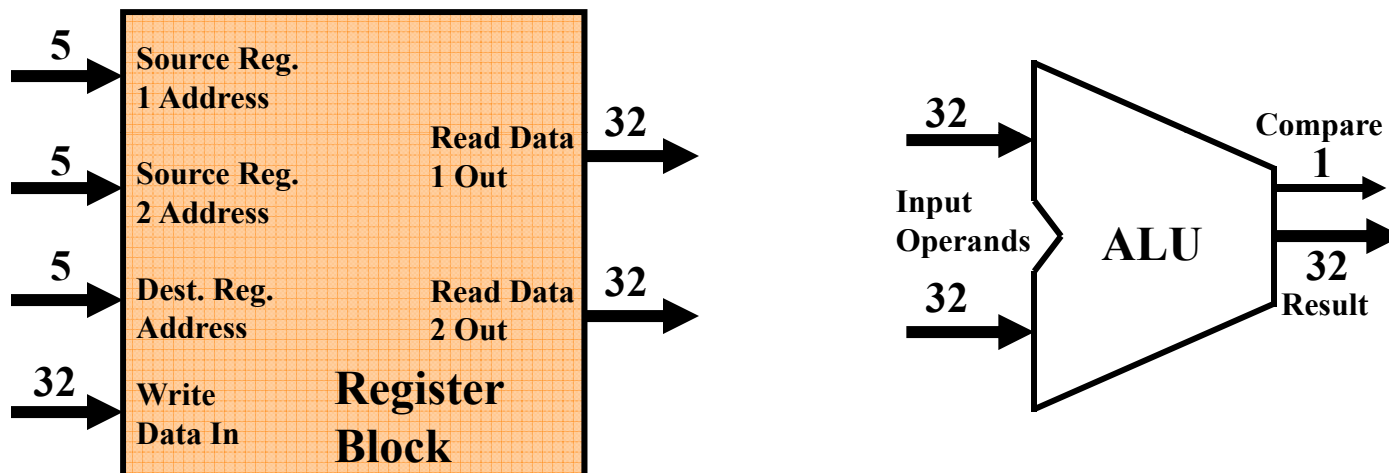 5
Source Reg.
1 Address
5
Source Reg.
2 Address
5
Dest. Reg.
Address
32
Write
Data In
Read Data
1 Out
32
Read Data
2 Out
32
Register
Block
32
Input
Operands
32
ALU
Compare
1
32
Result